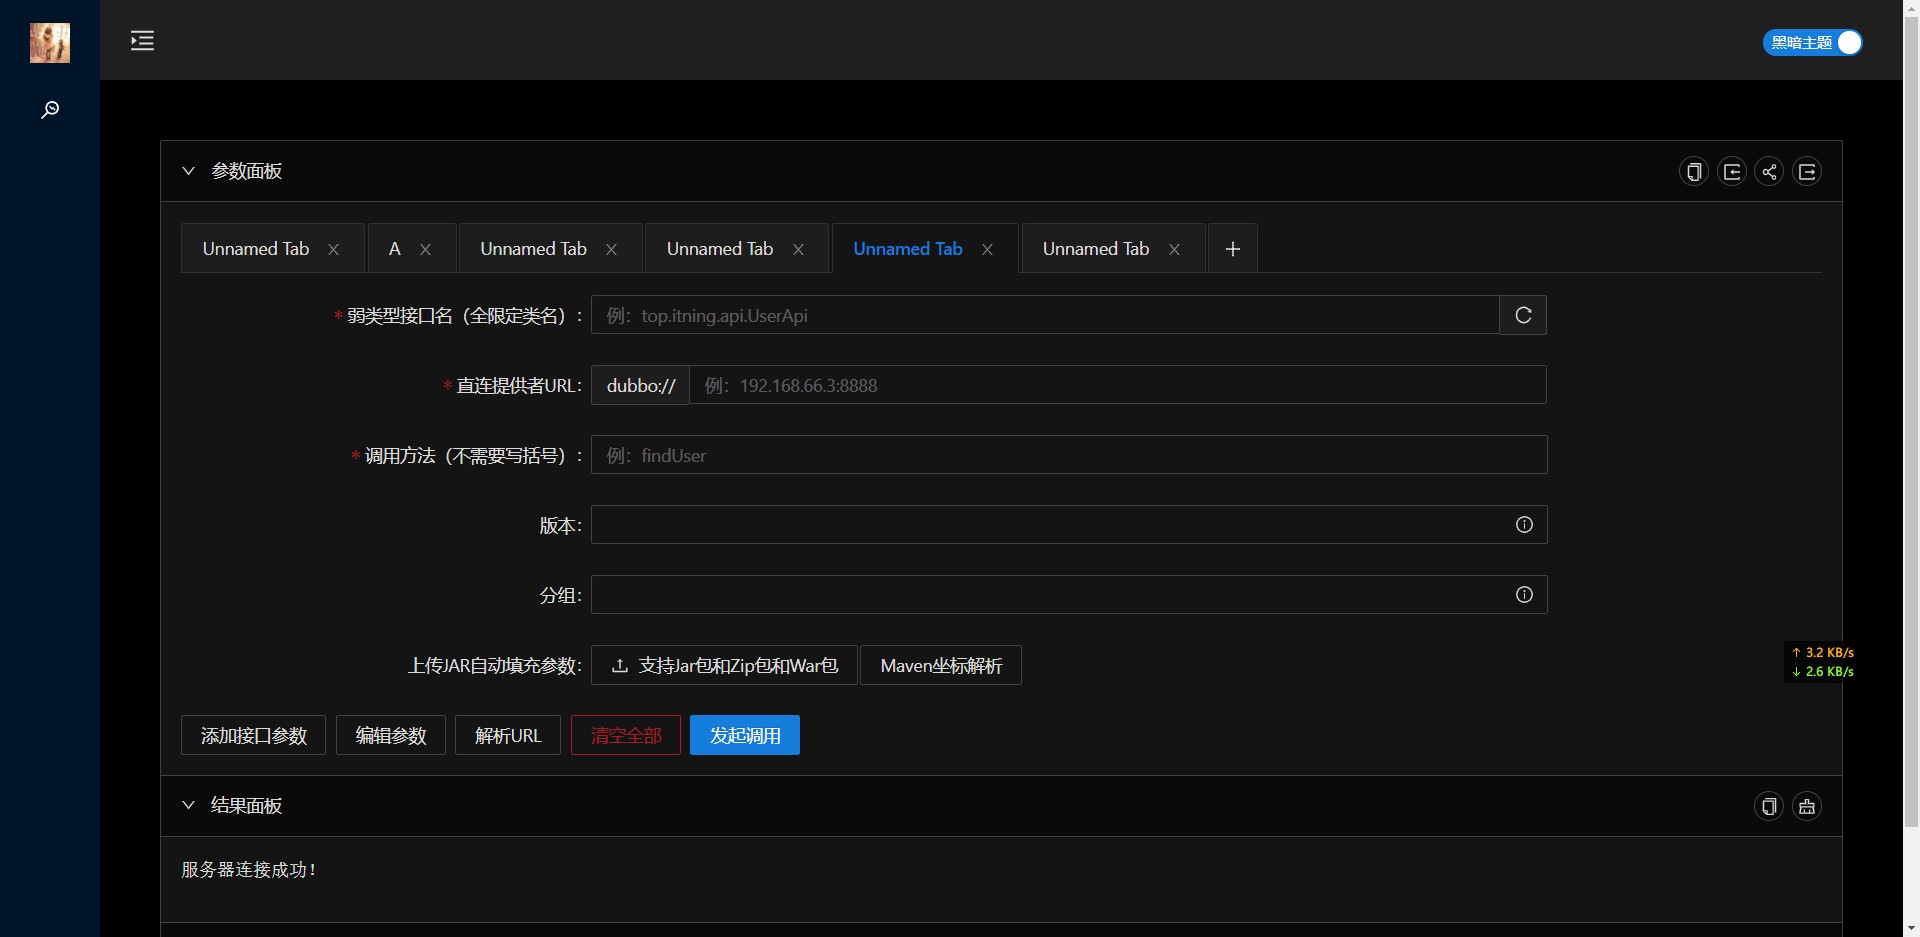 黑暗主题
参数面板
Unnamed Tab
A
Unnamed Tab
Unnamed Tab
Unnamed Tab
Unnamed Tab
* 弱类型接口名（全限定类名）:
例：top.itning.api.UserApi
* 直连提供者URL:
dubbo://
例：192.168.66.3:8888
* 调用方法（不需要写括号）:
例：findUser
版本:
分组:
上传JAR自动填充参数:
支持Jar包和Zip包和War包
Maven坐标解析
↑ 3.2 KB/s
↓ 2.6 KB/s
添加接口参数
编辑参数
解析URL
清空全部
发起调用
结果面板
服务器连接成功！